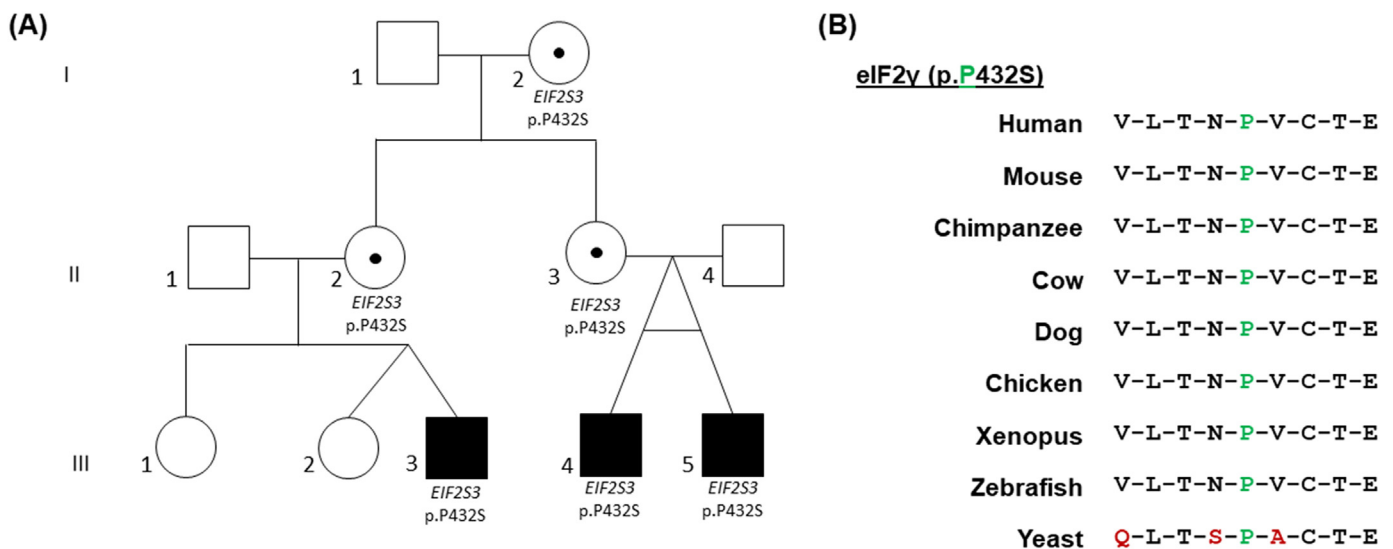 (A)
I
1
2
EIF2S3
p.P432S
II
1
2
EIF2S3
p.P432S
3
EIF2S3
p.P432S
4
III
1
2
3
EIF2S3
p.P432S
4
EIF2S3
p.P432S
5
EIF2S3
p.P432S
(B)
eIF2γ (p.P432S)
Human V-L-T-N-P-V-C-T-E
Mouse V-L-T-N-P-V-C-T-E
Chimpanzee V-L-T-N-P-V-C-T-E
Cow V-L-T-N-P-V-C-T-E
Dog V-L-T-N-P-V-C-T-E
Chicken V-L-T-N-P-V-C-T-E
Xenopus V-L-T-N-P-V-C-T-E
Zebrafish V-L-T-N-P-V-C-T-E
Yeast Q-L-T-S-P-A-C-T-E